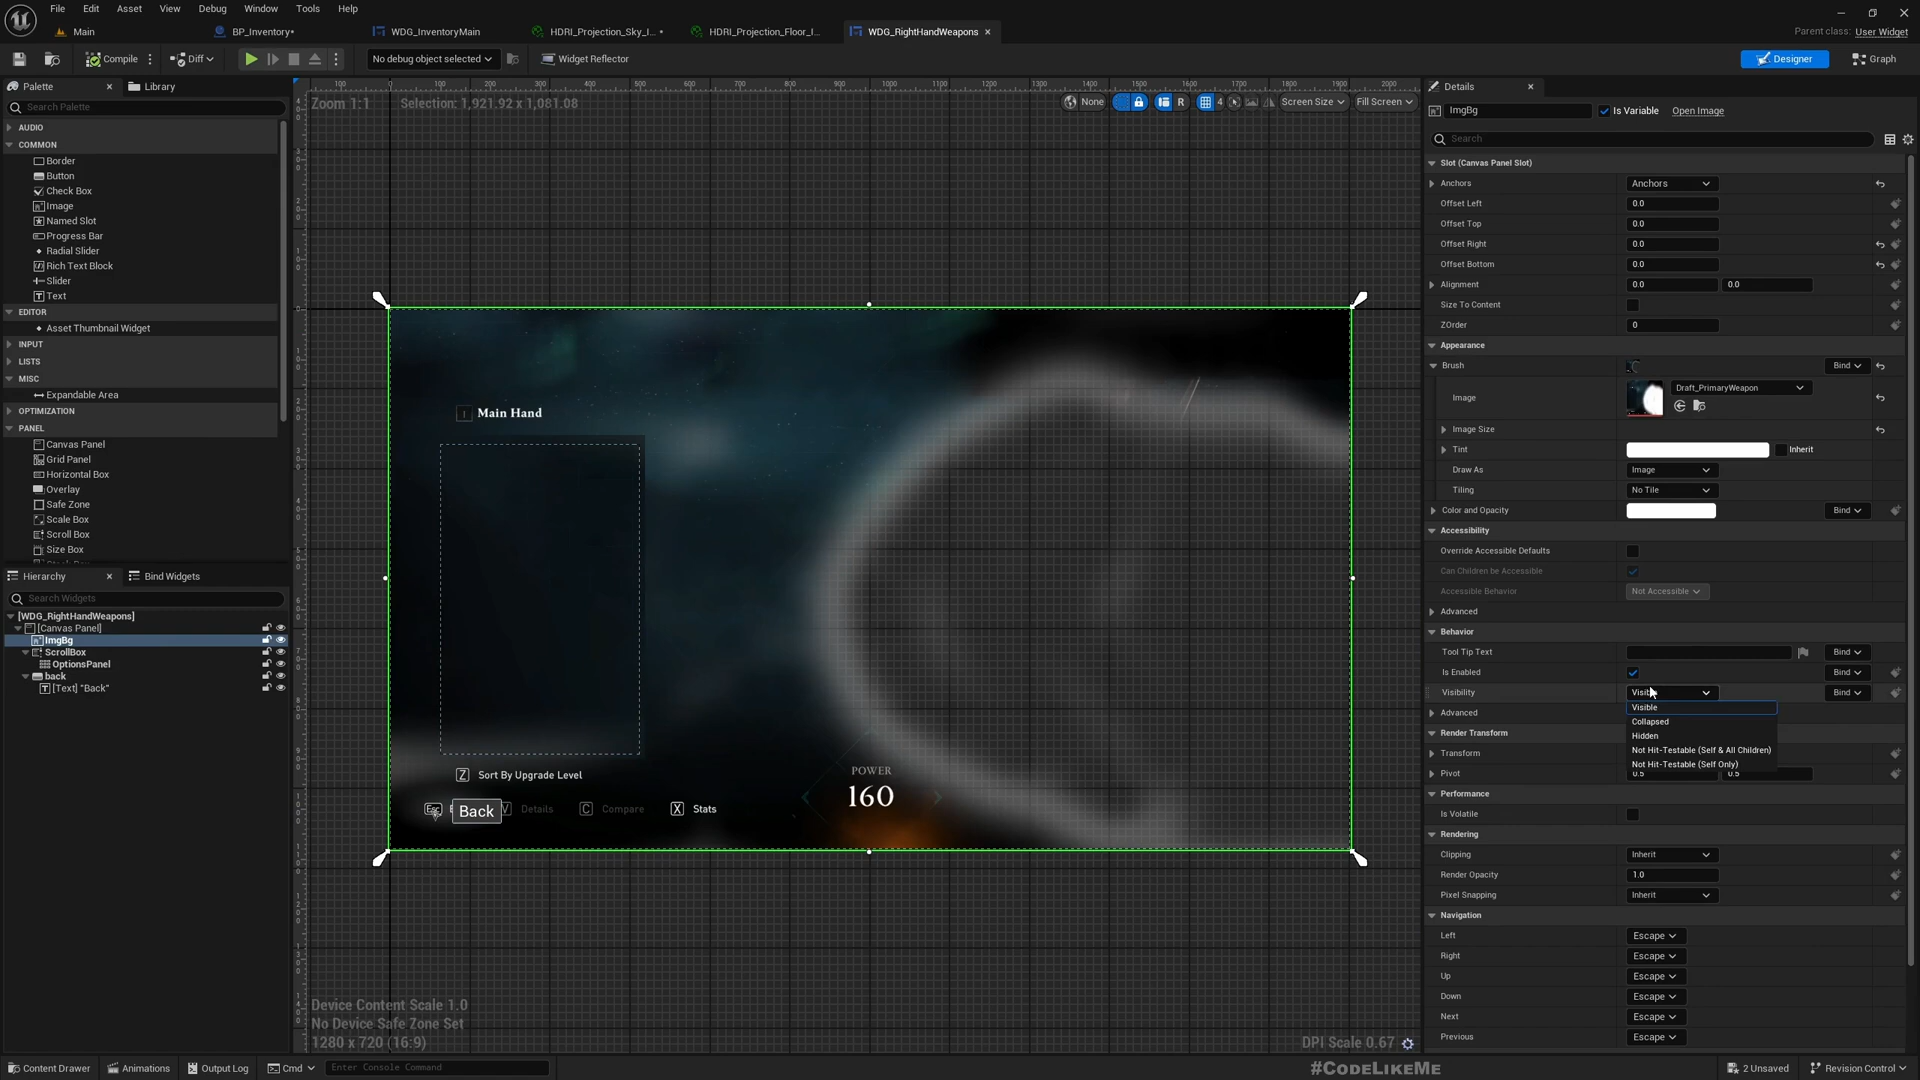 File Edit Asset View Debug Window Tools Help
Main BP_Inventory• WDG_InventoryMain HDRI_Projection_Sky_I... • HDRI_Projection_Floor_I... WDG_RightHandWeapons
Parent class: User Widget
Compile Diff No debug object selected Widget Reflector Designer Graph
Palette Library
Search Palette
AUDIO
COMMON
Border
Button
Check Box
Image
Named Slot
Progress Bar
Radial Slider
Rich Text Block
Slider
Text
EDITOR
Asset Thumbnail Widget
INPUT
LISTS
MISC
Expandable Area
OPTIMIZATION
PANEL
Canvas Panel
Grid Panel
Horizontal Box
Overlay
Safe Zone
Scale Box
Scroll Box
Size Box
Hierarchy Bind Widgets
Search Widgets
[WDG_RightHandWeapons]
[Canvas Panel]
ImgBg
ScrollBox
OptionsPanel
back
[Text] "Back"
Zoom 1:1 Selection: 1,921.92 x 1,081.08
None R 4 Screen Size Fill Screen
Main Hand
Z Sort By Upgrade Level
Esc Back V Details C Compare X Stats
POWER
160
Device Content Scale 1.0
No Device Safe Zone Set
1280 x 720 (16:9)
DPI Scale 0.67
Details
ImgBg Is Variable Open Image
Search
Slot (Canvas Panel Slot)
Anchors Anchors
Offset Left 0.0
Offset Top 0.0
Offset Right 0.0
Offset Bottom 0.0
Alignment 0.0 0.0
Size To Content
ZOrder 0
Appearance
Brush Bind
Image Draft_PrimaryWeapon
Image Size
Tint Inherit
Draw As Image
Tiling No Tile
Color and Opacity Bind
Accessibility
Override Accessible Defaults
Can Children be Accessible
Accessible Behavior Not Accessible
Advanced
Behavior
Tool Tip Text Bind
Is Enabled Bind
Visibility Visible Bind
Visible
Advanced
Collapsed
Render Transform
Hidden
Transform
Not Hit-Testable (Self & All Children)
Not Hit-Testable (Self Only)
Pivot 0.5 0.5
Performance
Is Volatile
Rendering
Clipping Inherit
Render Opacity 1.0
Pixel Snapping Inherit
Navigation
Left Escape
Right Escape
Up Escape
Down Escape
Next Escape
Previous Escape
Content Drawer Animations Output Log Cmd Enter Console Command
#CodeLikeMe
2 Unsaved Revision Control